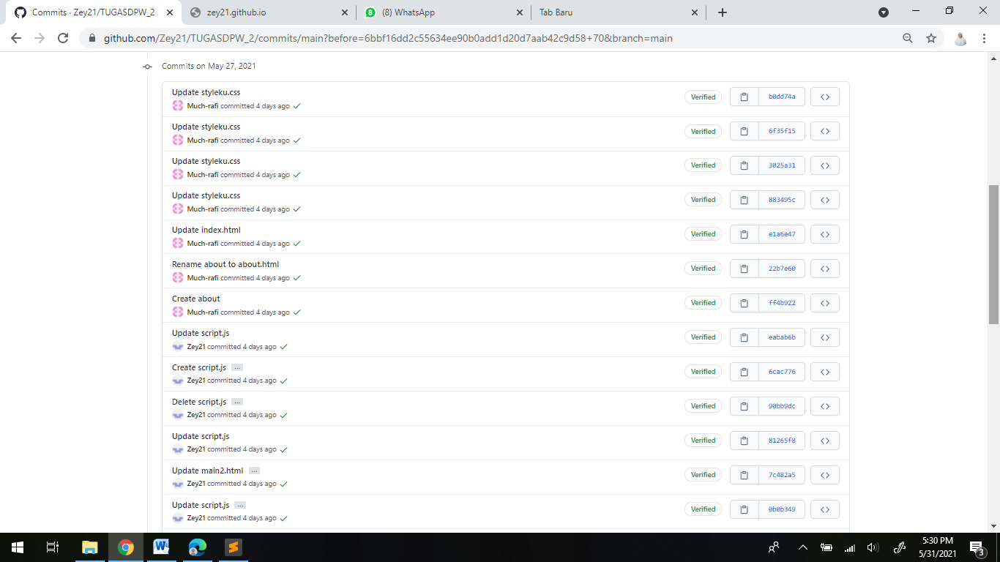 Commits · Zey21/TUGASDPW_2
zey21.github.io
8 (8) WhatsApp
Tab Baru
github.com/Zey21/TUGASDPW_2/commits/main?before=6bbf16dd2c55634ee90b0add1d20d7aab42c9d58+70&branch=main
Commits on May 27, 2021
Update styleku.css
Much-rafi committed 4 days ago
Verified
b0dd74a
Update styleku.css
Much-rafi committed 4 days ago
Verified
6f35f15
Update styleku.css
Much-rafi committed 4 days ago
Verified
3025a31
Update styleku.css
Much-rafi committed 4 days ago
Verified
883495c
Update index.html
Much-rafi committed 4 days ago
Verified
e1a6e47
Rename about to about.html
Much-rafi committed 4 days ago
Verified
22b7e60
Create about
Much-rafi committed 4 days ago
Verified
ff4b922
Update script.js
Zey21 committed 4 days ago
Verified
eabab6b
Create script.js …
Zey21 committed 4 days ago
Verified
6cac776
Delete script.js …
Zey21 committed 4 days ago
Verified
90bb9dc
Update script.js
Zey21 committed 4 days ago
Verified
81265f8
Update main2.html …
Zey21 committed 4 days ago
Verified
7c482a5
Update script.js …
Zey21 committed 4 days ago
Verified
0b0b349
5:30 PM
5/31/2021
3